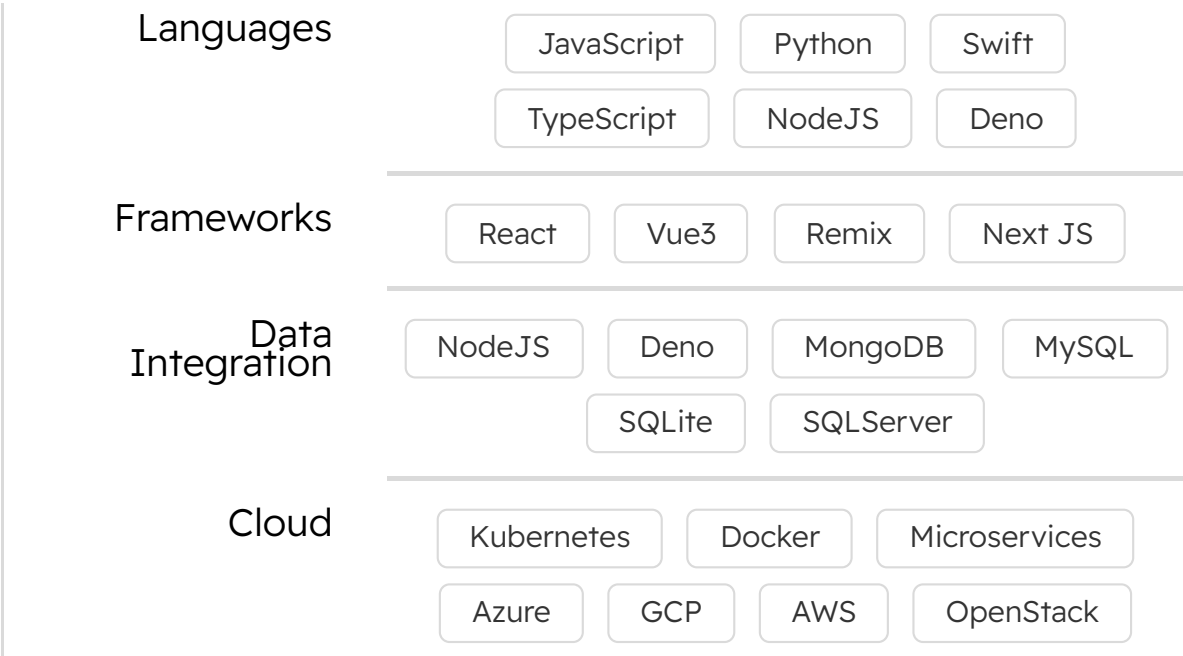 Languages
JavaScript Python Swift
TypeScript NodeJS Deno
Frameworks
React Vue3 Remix Next JS
Data
Integration
NodeJS Deno MongoDB MySQL
SQLite SQLServer
Cloud
Kubernetes Docker Microservices
Azure GCP AWS OpenStack